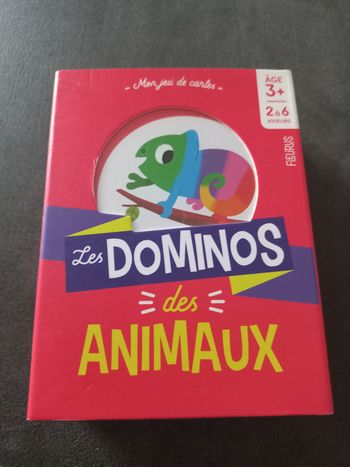 - Mon jeu de cartes -
ÂGE
3+
2 à 6
JOUEURS
FLEURUS
Les DOMINOS
des
ANIMAUX